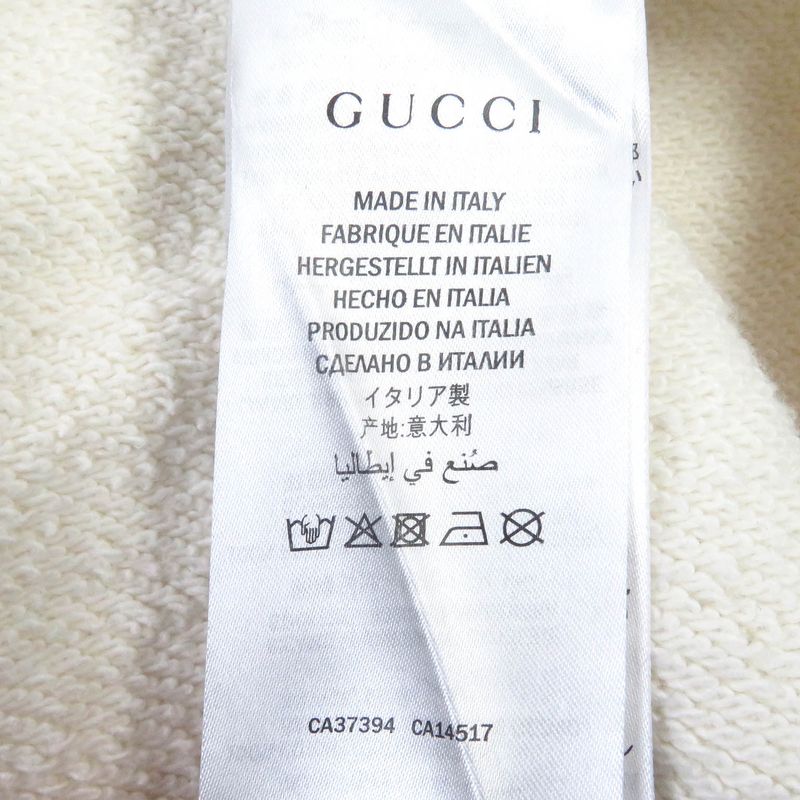 GUCCI
MADE IN ITALY
FABRIQUE EN ITALIE
HERGESTELLT IN ITALIEN
HECHO EN ITALIA
PRODUZIDO NA ITALIA
СДЕЛАНО В ИТАЛИИ
イタリア製
产地:意大利
صُنع في إيطاليا
CA37394 CA14517